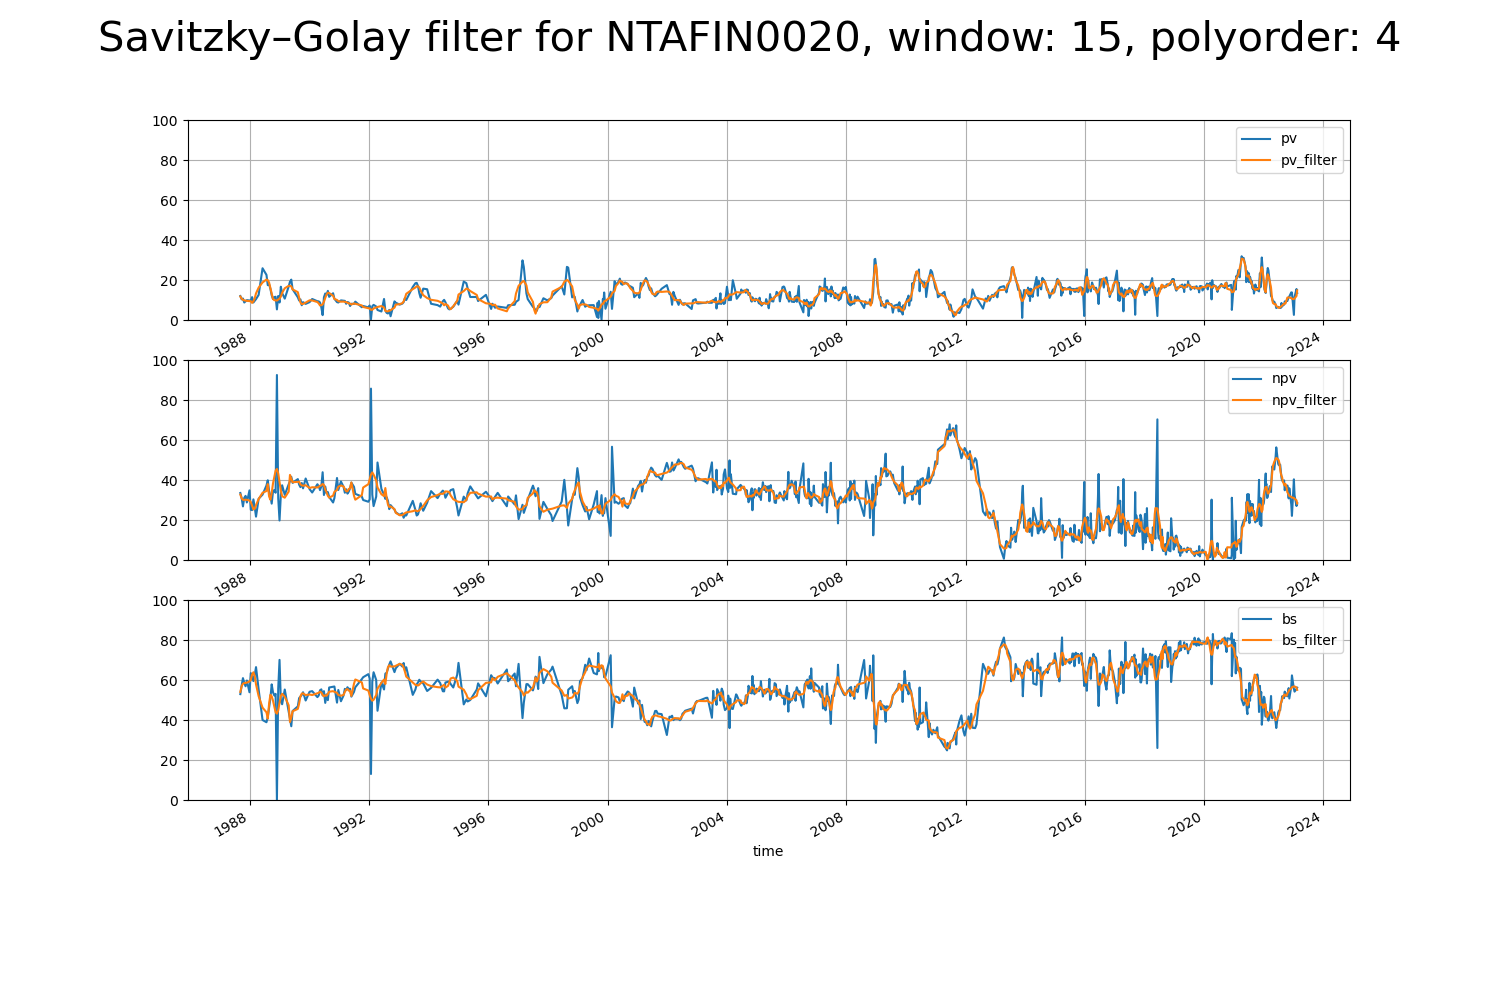 Savitzky–Golay filter for NTAFIN0020, window: 15, polyorder: 4
100
80
60
40
20
0
pv
pv_filter
1988 1992 1996 2000 2004 2008 2012 2016 2020 2024
100
80
60
40
20
0
npv
npv_filter
1988 1992 1996 2000 2004 2008 2012 2016 2020 2024
100
80
60
40
20
0
bs
bs_filter
1988 1992 1996 2000 2004 2008 2012 2016 2020 2024
time